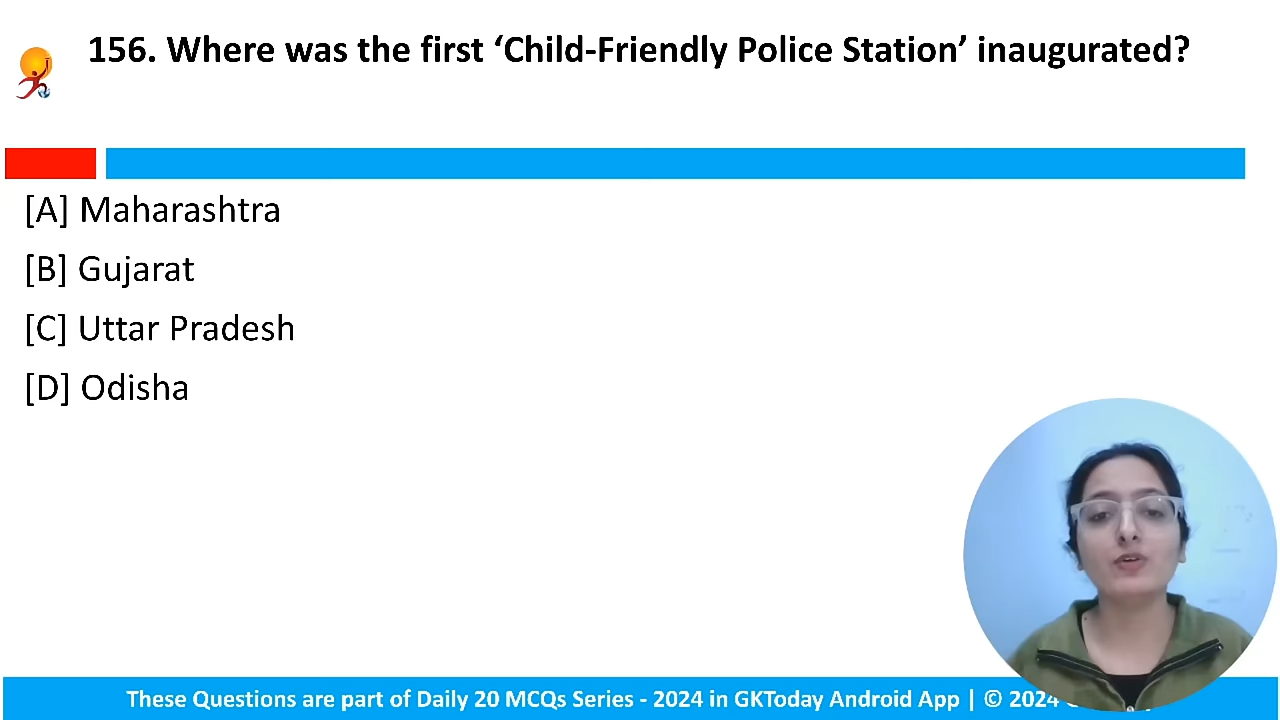 156. Where was the first ‘Child-Friendly Police Station’ inaugurated?
[A] Maharashtra
[B] Gujarat
[C] Uttar Pradesh
[D] Odisha
These Questions are part of Daily 20 MCQs Series - 2024 in GKToday Android App | © 2024